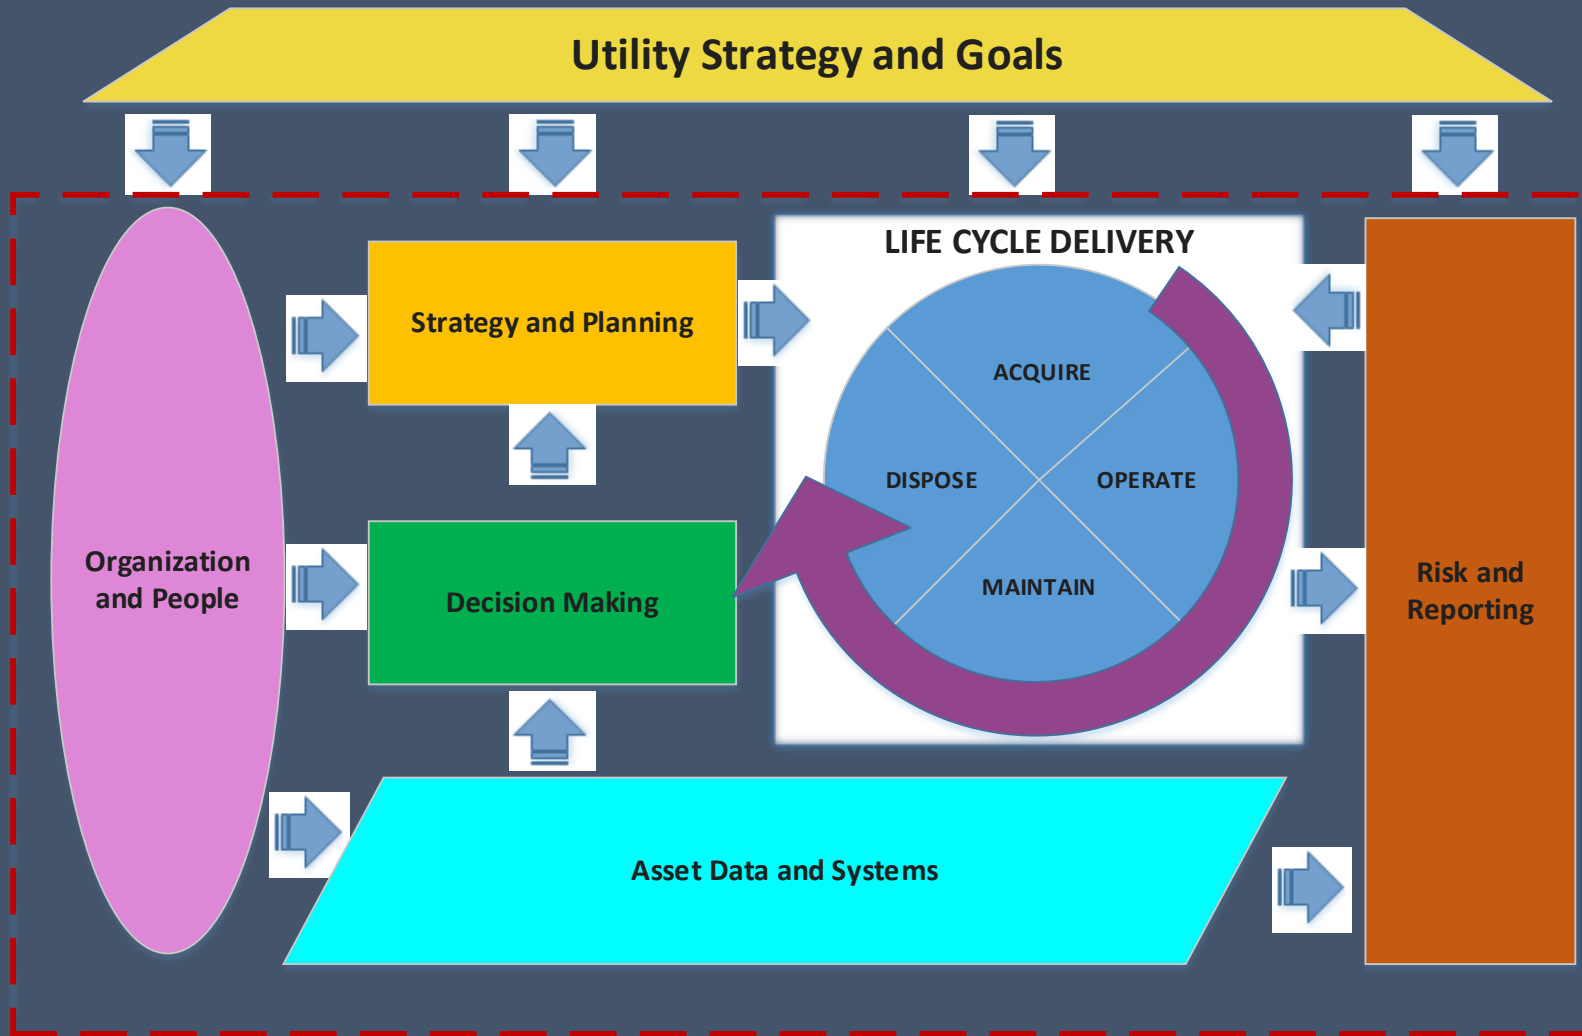 Utility Strategy and Goals
LIFE CYCLE DELIVERY
Strategy and Planning
ACQUIRE
DISPOSE
OPERATE
MAINTAIN
Organization
and People
Decision Making
Risk and
Reporting
Asset Data and Systems